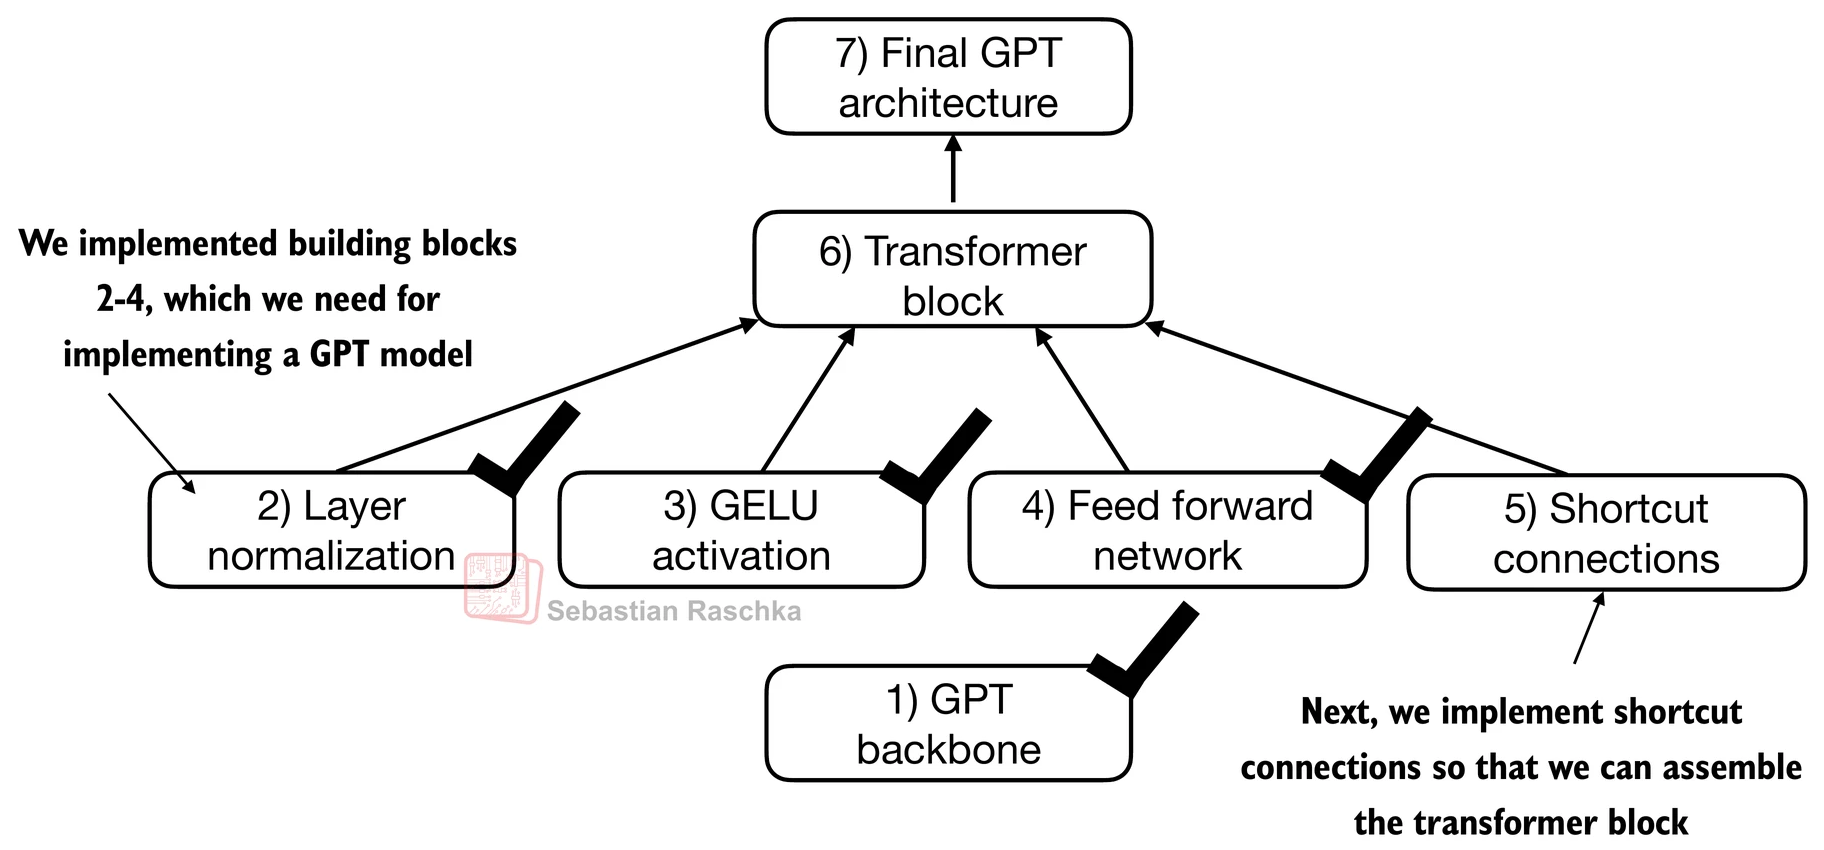 7) Final GPT
architecture
We implemented building blocks
2-4, which we need for
implementing a GPT model
6) Transformer
block
2) Layer
normalization
3) GELU
activation
4) Feed forward
network
5) Shortcut
connections
Sebastian Raschka
1) GPT
backbone
Next, we implement shortcut
connections so that we can assemble
the transformer block